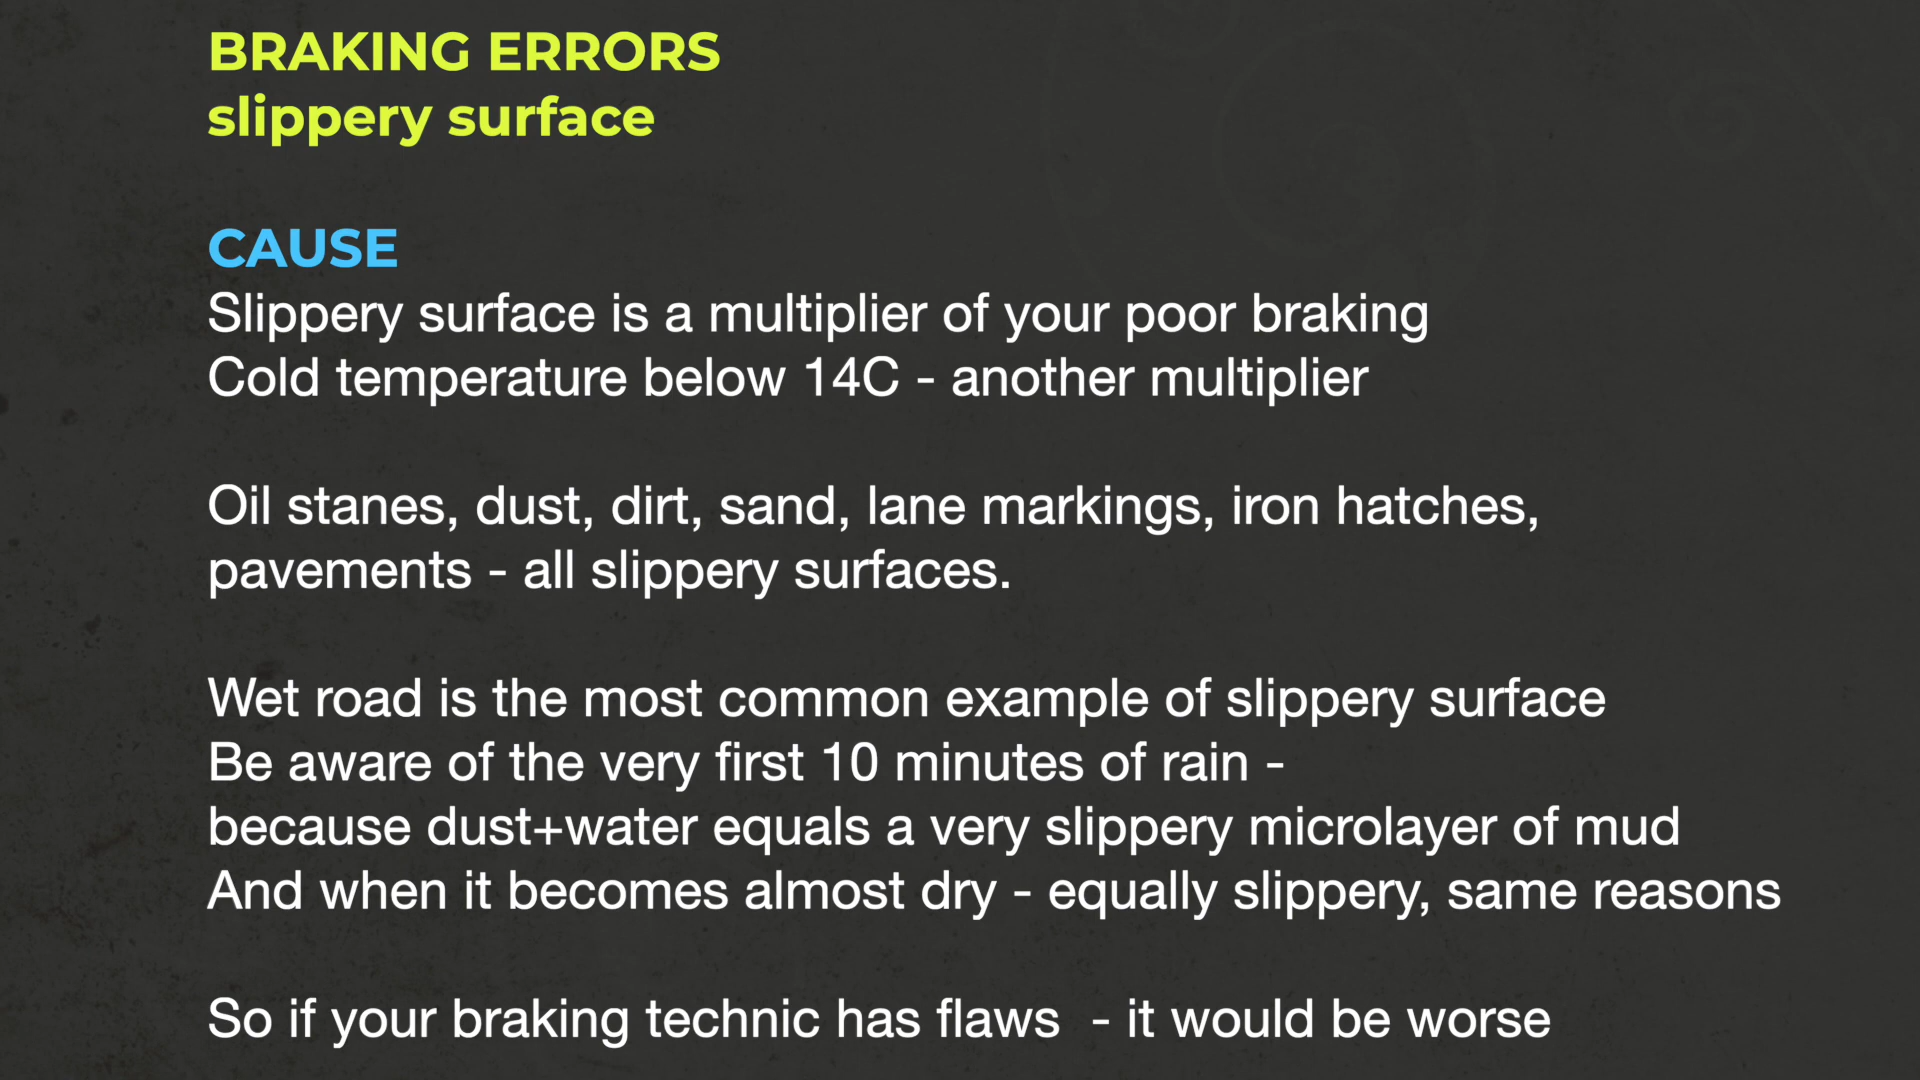 BRAKING ERRORS
slippery surface
CAUSE
Slippery surface is a multiplier of your poor braking
Cold temperature below 14C - another multiplier
Oil stanes, dust, dirt, sand, lane markings, iron hatches,
pavements - all slippery surfaces.
Wet road is the most common example of slippery surface
Be aware of the very first 10 minutes of rain -
because dust+water equals a very slippery microlayer of mud
And when it becomes almost dry - equally slippery, same reasons
So if your braking technic has flaws  - it would be worse